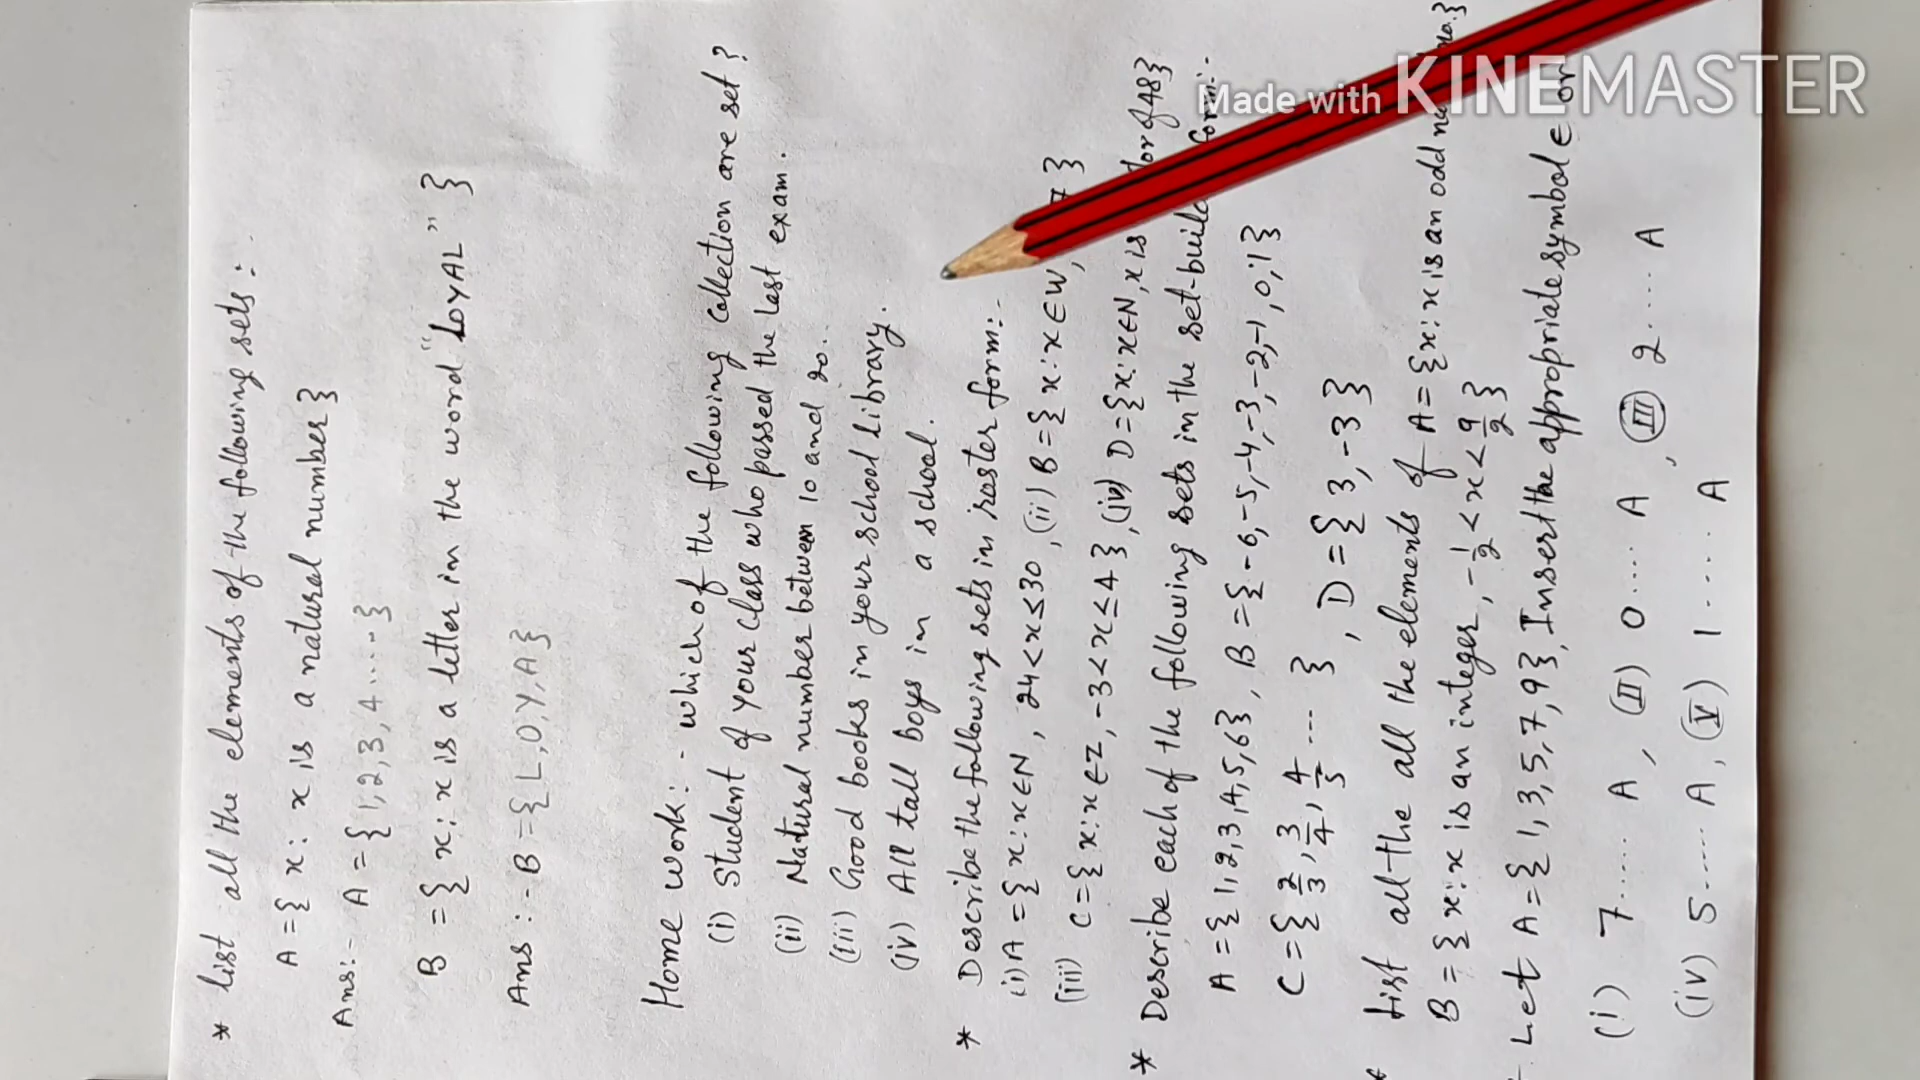 * List all the elements of the following sets:
A = { x : x is a natural number}
Ans:- A = {1,2,3,4.....}
B = { x : x is a letter in the word "LOYAL" }
Ans:- B = {L,O,Y,A}
Home work:- which of the following collection are set?
(i) Student of your class who passed the last exam.
(ii) Natural number between 10 and 20.
(iii) Good books in your school library.
(iv) All tall boys in a school.
* Describe the following sets in roster form:-
(i) A = {x:x∈N, 24<x≤30, (ii) B={x:x∈W, 7}
(iii) C={x:x∈Z, -3<x≤4}, (iv) D={x:x∈N, x is of 48}
* Describe each of the following sets in the set-build form:-
A={1,2,3,4,5,6}, B={-6,-5,-4,-3,-2,-1,0,1}
C={2/3, 3/4, 4/5 ... }, D={3,-3}
* List all the all the elements of A={x:x is an odd no.}
B={x:x is an integer, -1/2<x<9/2}
* Let A={1,3,5,7,9}, Insert the appropriate symbol ∈ or
(i) 7..... A, (II) 0.... A, (III) 2.... A
(iv) 5..... A, (V) 1.... A
Made with KINEMASTER